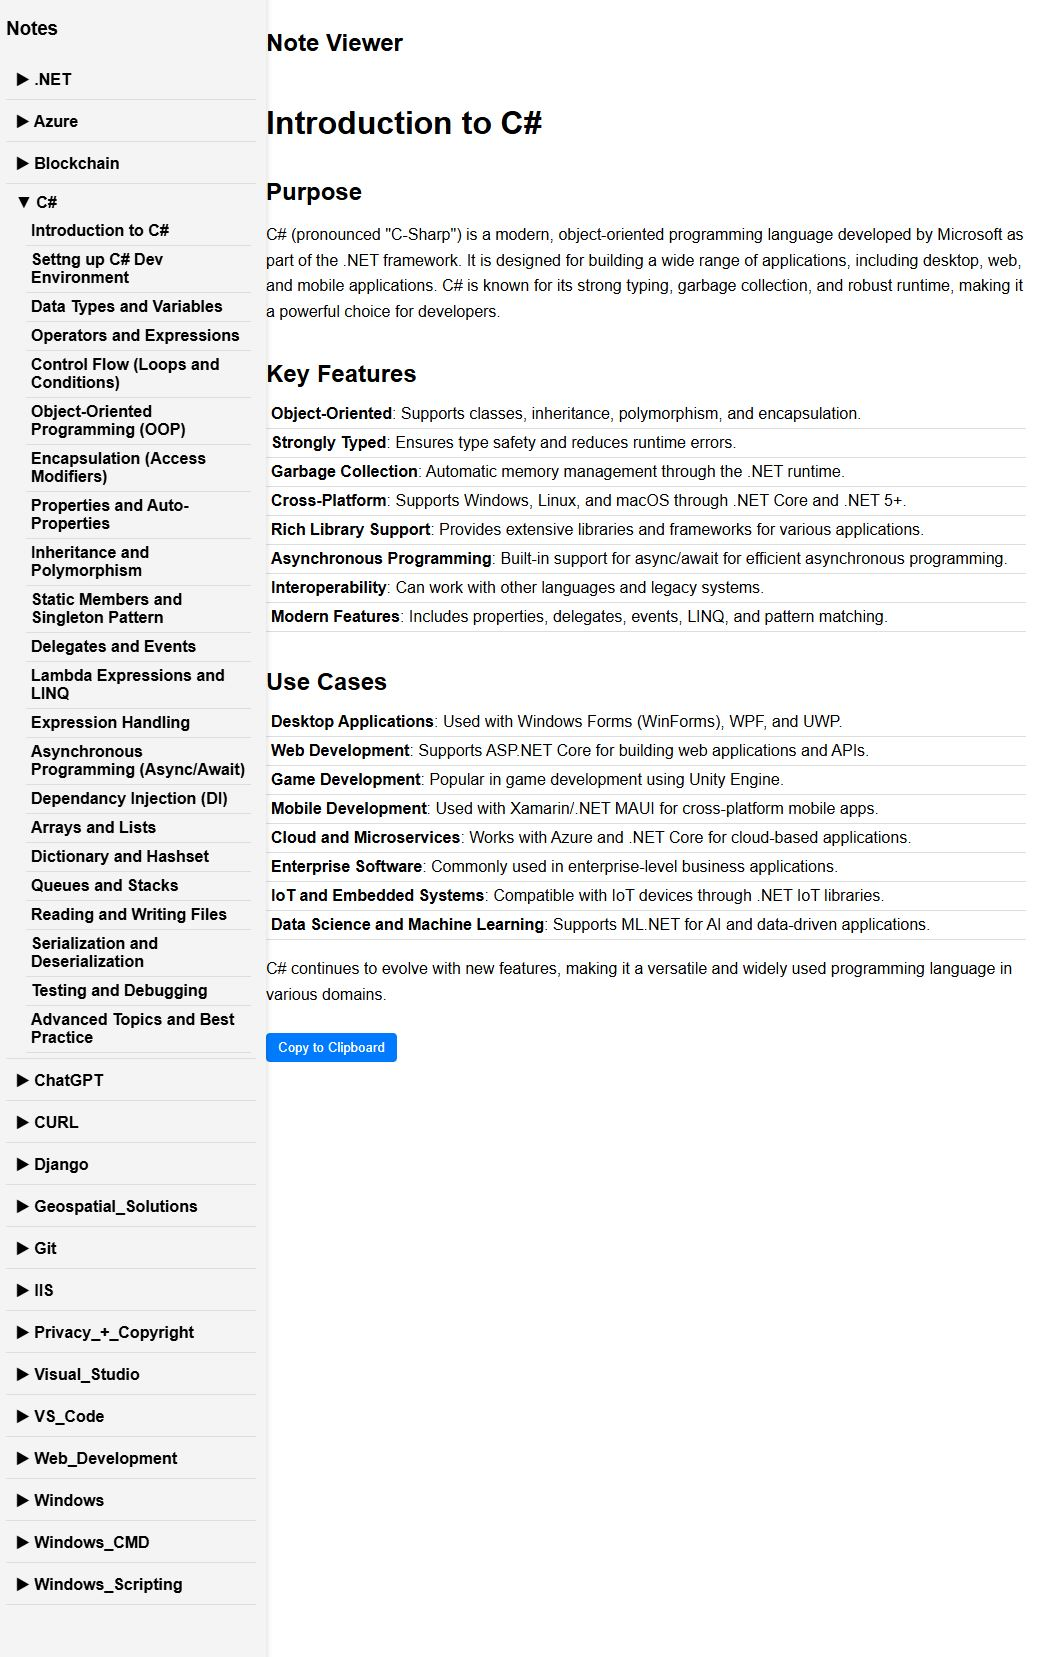 Notes
▶ .NET
▶ Azure
▶ Blockchain
▼ C#
Introduction to C#
Settng up C# Dev
Environment
Data Types and Variables
Operators and Expressions
Control Flow (Loops and
Conditions)
Object-Oriented
Programming (OOP)
Encapsulation (Access
Modifiers)
Properties and Auto-
Properties
Inheritance and
Polymorphism
Static Members and
Singleton Pattern
Delegates and Events
Lambda Expressions and
LINQ
Expression Handling
Asynchronous
Programming (Async/Await)
Dependancy Injection (DI)
Arrays and Lists
Dictionary and Hashset
Queues and Stacks
Reading and Writing Files
Serialization and
Deserialization
Testing and Debugging
Advanced Topics and Best
Practice
▶ ChatGPT
▶ CURL
▶ Django
▶ Geospatial_Solutions
▶ Git
▶ IIS
▶ Privacy_+_Copyright
▶ Visual_Studio
▶ VS_Code
▶ Web_Development
▶ Windows
▶ Windows_CMD
▶ Windows_Scripting
Note Viewer
Introduction to C#
Purpose
C# (pronounced "C-Sharp") is a modern, object-oriented programming language developed by Microsoft as
part of the .NET framework. It is designed for building a wide range of applications, including desktop, web,
and mobile applications. C# is known for its strong typing, garbage collection, and robust runtime, making it
a powerful choice for developers.
Key Features
Object-Oriented: Supports classes, inheritance, polymorphism, and encapsulation.
Strongly Typed: Ensures type safety and reduces runtime errors.
Garbage Collection: Automatic memory management through the .NET runtime.
Cross-Platform: Supports Windows, Linux, and macOS through .NET Core and .NET 5+.
Rich Library Support: Provides extensive libraries and frameworks for various applications.
Asynchronous Programming: Built-in support for async/await for efficient asynchronous programming.
Interoperability: Can work with other languages and legacy systems.
Modern Features: Includes properties, delegates, events, LINQ, and pattern matching.
Use Cases
Desktop Applications: Used with Windows Forms (WinForms), WPF, and UWP.
Web Development: Supports ASP.NET Core for building web applications and APIs.
Game Development: Popular in game development using Unity Engine.
Mobile Development: Used with Xamarin/.NET MAUI for cross-platform mobile apps.
Cloud and Microservices: Works with Azure and .NET Core for cloud-based applications.
Enterprise Software: Commonly used in enterprise-level business applications.
IoT and Embedded Systems: Compatible with IoT devices through .NET IoT libraries.
Data Science and Machine Learning: Supports ML.NET for AI and data-driven applications.
C# continues to evolve with new features, making it a versatile and widely used programming language in
various domains.
Copy to Clipboard